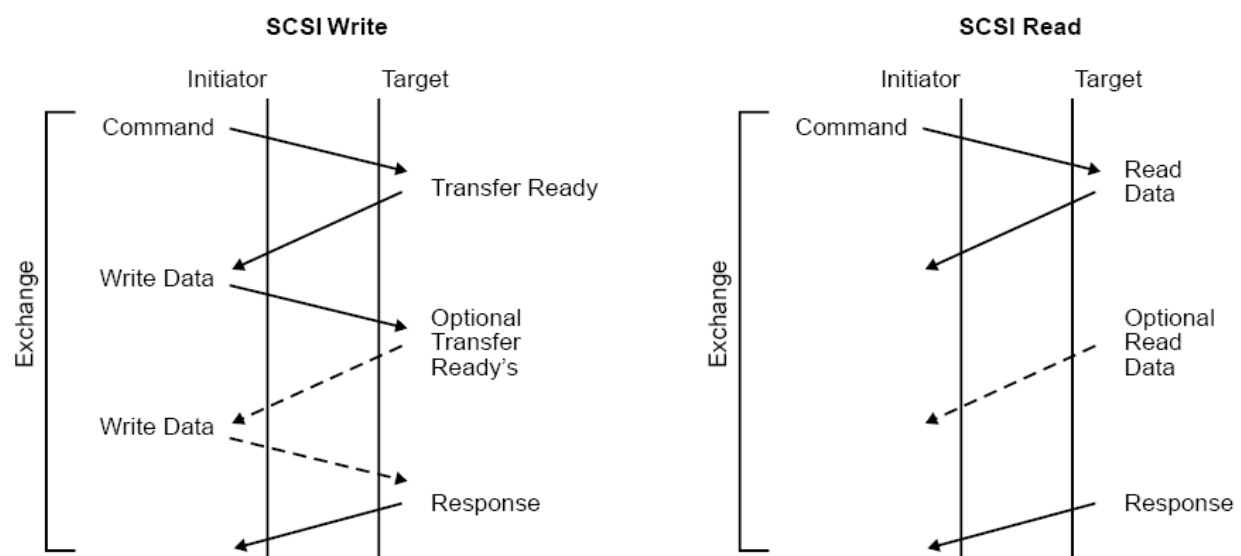 SCSI Write
Initiator
Target
Command
Transfer Ready
Write Data
Optional
Transfer
Ready's
Write Data
Response
Exchange
SCSI Read
Initiator
Target
Command
Read
Data
Optional
Read
Data
Response
Exchange